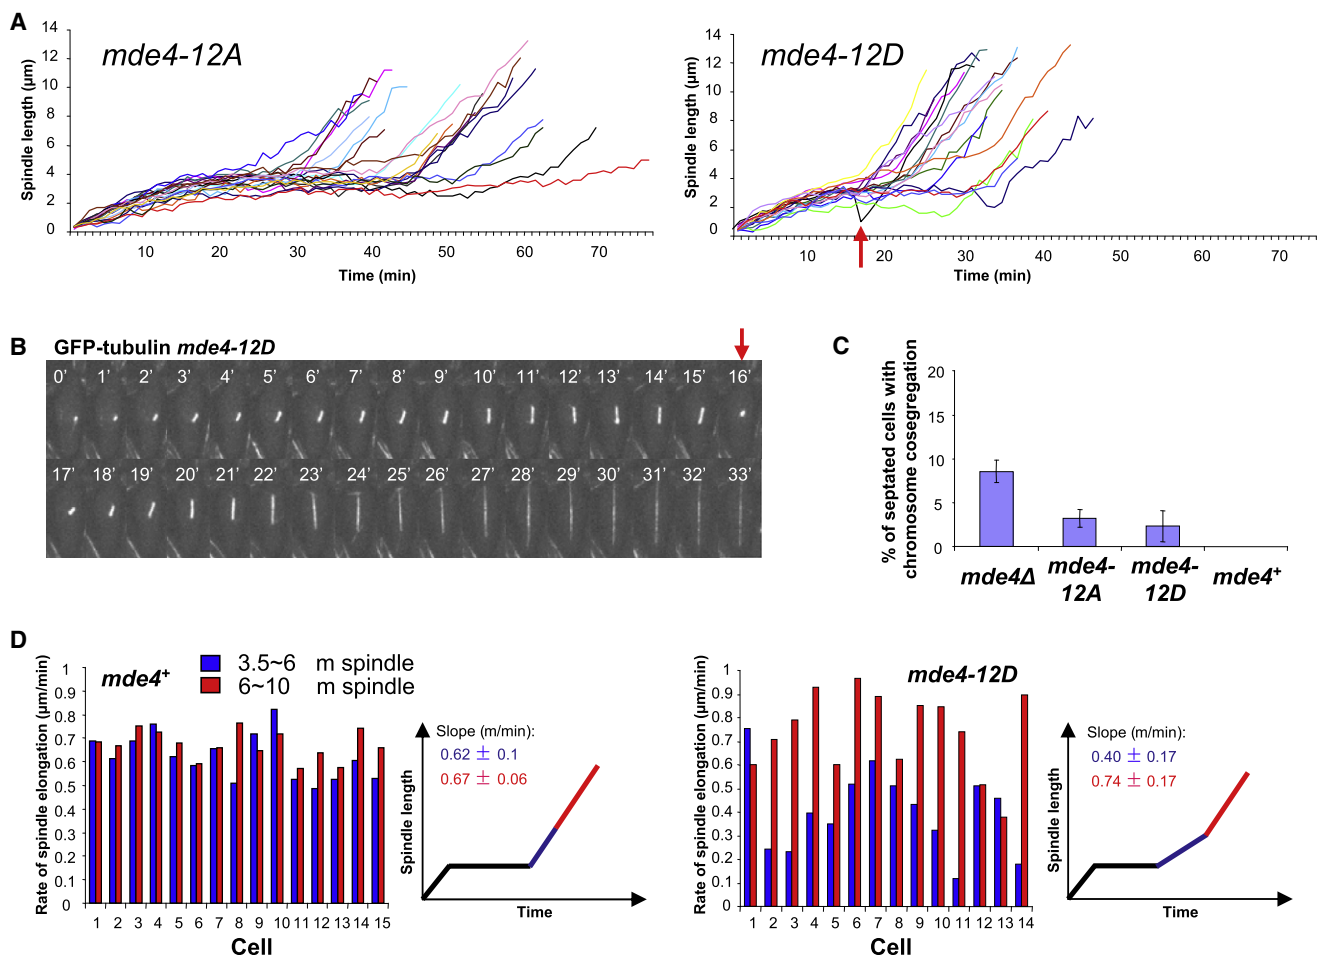 A
mde4-12A
Spindle length (μm)
14
12
10
8
6
4
2
0
10 20 30 40 50 60 70
Time (min)
mde4-12D
Spindle length (μm)
14
12
10
8
6
4
2
0
10 20 30 40 50 60 70
Time (min)
B
GFP-tubulin mde4-12D
0’ 1’ 2’ 3’ 4’ 5’ 6’ 7’ 8’ 9’ 10’ 11’ 12’ 13’ 14’ 15’ 16’
17’ 18’ 19’ 20’ 21’ 22’ 23’ 24’ 25’ 26’ 27’ 28’ 29’ 30’ 31’ 32’ 33’
C
% of septated cells with
chromosome cosegregation
20
15
10
5
0
mde4Δ mde4-12A mde4-12D mde4+
D
mde4+
3.5~6 m spindle
6~10 m spindle
Rate of spindle elongation (μm/min)
1
0.9
0.8
0.7
0.6
0.5
0.4
0.3
0.2
0.1
0
1 2 3 4 5 6 7 8 9 10 11 12 13 14 15
Cell
Slope (m/min):
0.62 ± 0.1
0.67 ± 0.06
Spindle length
Time
mde4-12D
Rate of spindle elongation (μm/min)
1
0.9
0.8
0.7
0.6
0.5
0.4
0.3
0.2
0.1
0
1 2 3 4 5 6 7 8 9 10 11 12 13 14
Cell
Slope (m/min):
0.40 ± 0.17
0.74 ± 0.17
Spindle length
Time